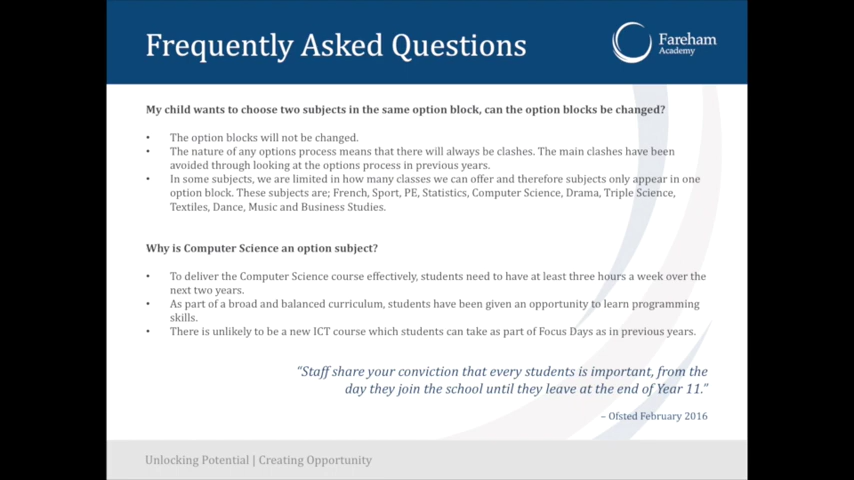 Frequently Asked Questions
Fareham
Academy
My child wants to choose two subjects in the same option block, can the option blocks be changed?
• The option blocks will not be changed.
• The nature of any options process means that there will always be clashes. The main clashes have been
avoided through looking at the options process in previous years.
• In some subjects, we are limited in how many classes we can offer and therefore subjects only appear in one
option block. These subjects are; French, Sport, PE, Statistics, Computer Science, Drama, Triple Science,
Textiles, Dance, Music and Business Studies.
Why is Computer Science an option subject?
• To deliver the Computer Science course effectively, students need to have at least three hours a week over the
next two years.
• As part of a broad and balanced curriculum, students have been given an opportunity to learn programming
skills.
• There is unlikely to be a new ICT course which students can take as part of Focus Days as in previous years.
“Staff share your conviction that every students is important, from the
day they join the school until they leave at the end of Year 11.”
– Ofsted February 2016
Unlocking Potential | Creating Opportunity